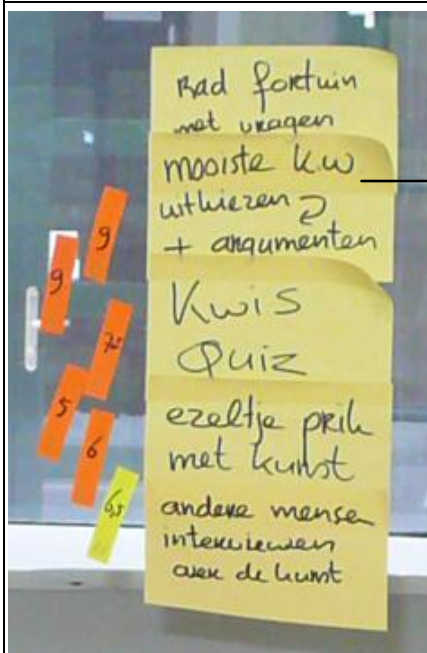 Rad fortuin
met vragen
mooiste k.w
uitkiezen
+ argumenten
Kwis
Quiz
ezeltje prik
met kunst
andere mensen
interviewen
over de kunst
9
9
7,5
5
6
6,5